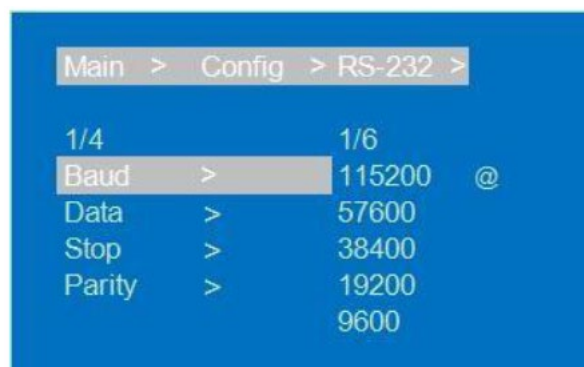 Main > Config > RS-232 >
1/4 1/6
Baud > 115200 @
Data > 57600
Stop > 38400
Parity > 19200
9600